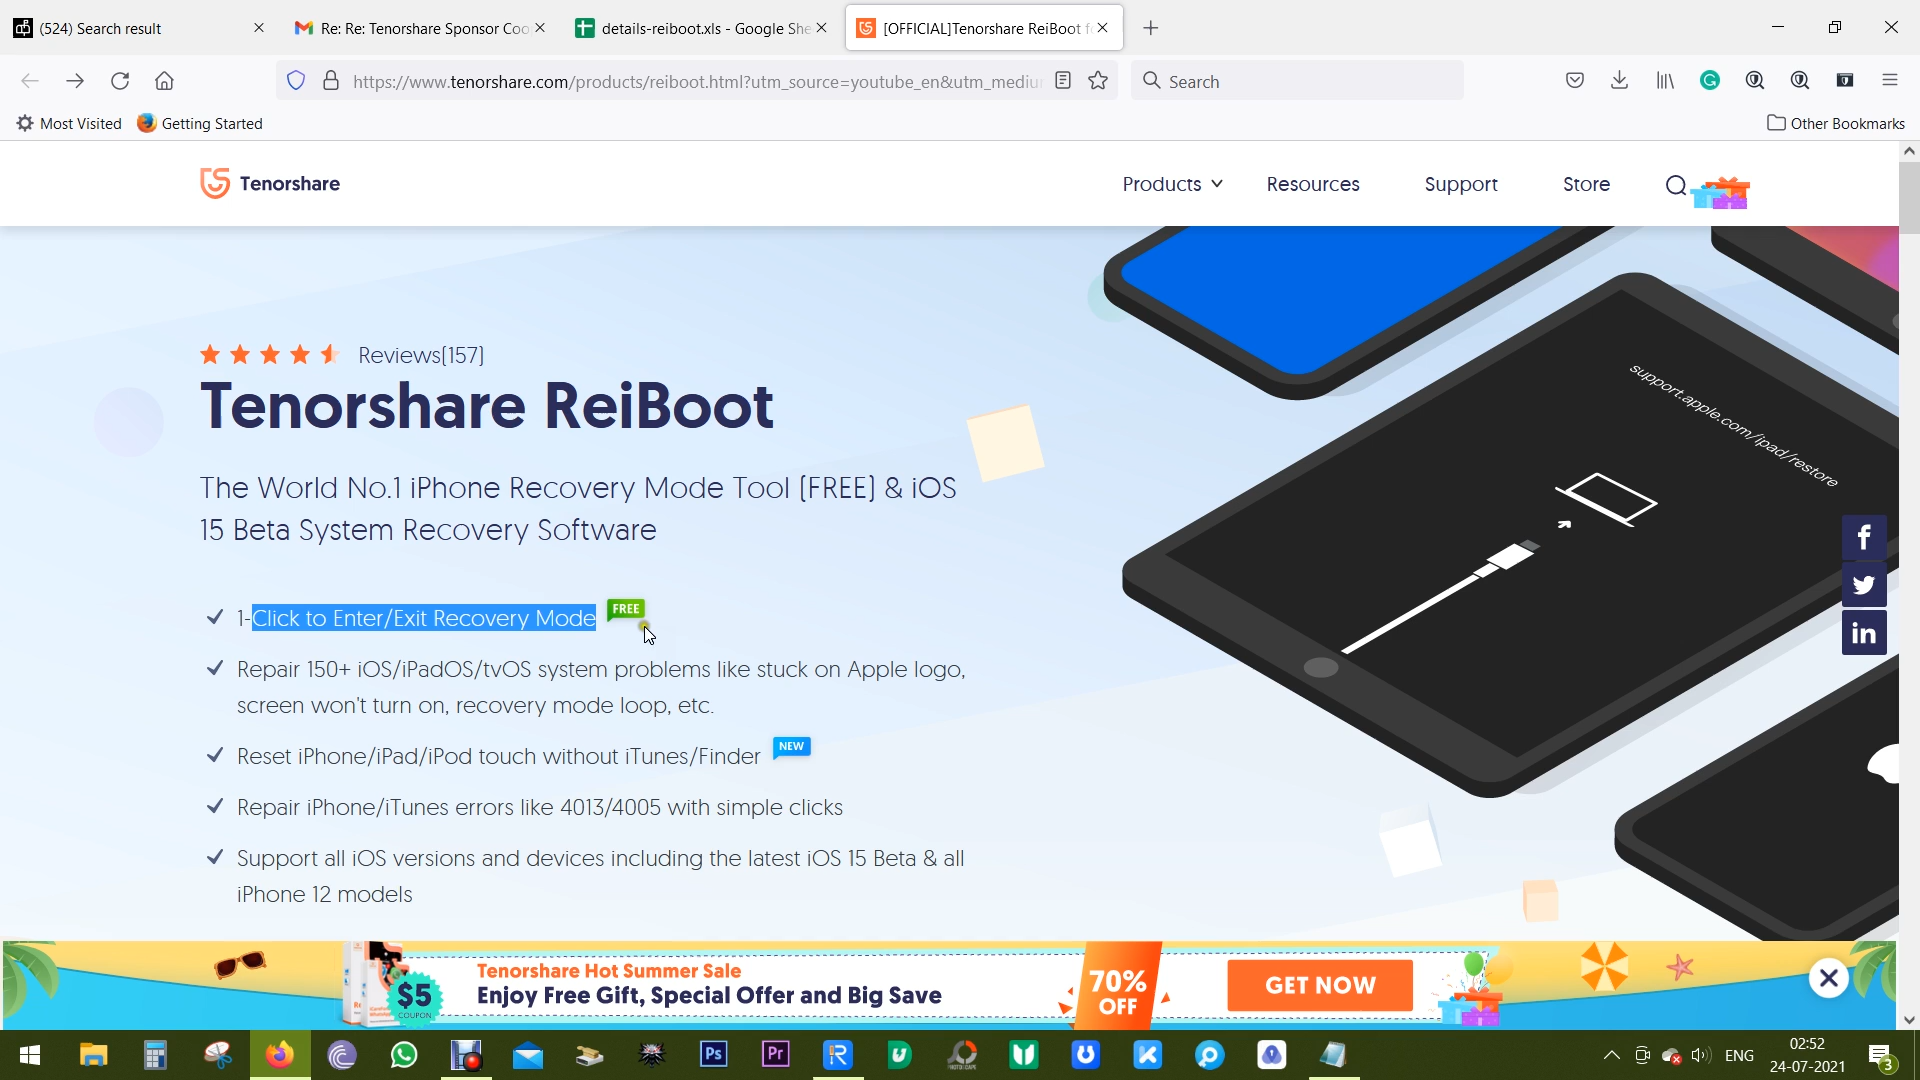 (524) Search result
Re: Re: Tenorshare Sponsor Coo
details-reiboot.xls - Google She
[OFFICIAL]Tenorshare ReiBoot f
https://www.tenorshare.com/products/reiboot.html?utm_source=youtube_en&utm_mediu
Search
Most Visited
Getting Started
Other Bookmarks
Tenorshare
Products
Resources
Support
Store
Reviews(157)
Tenorshare ReiBoot
The World No.1 iPhone Recovery Mode Tool (FREE) & iOS
15 Beta System Recovery Software
1-Click to Enter/Exit Recovery Mode FREE
Repair 150+ iOS/iPadOS/tvOS system problems like stuck on Apple logo,
screen won't turn on, recovery mode loop, etc.
Reset iPhone/iPad/iPod touch without iTunes/Finder NEW
Repair iPhone/iTunes errors like 4013/4005 with simple clicks
Support all iOS versions and devices including the latest iOS 15 Beta & all
iPhone 12 models
support.apple.com/ipad/restore
f
in
$5
COUPON
Tenorshare Hot Summer Sale
Enjoy Free Gift, Special Offer and Big Save
70%
OFF
GET NOW
Ps
Pr
ENG
02:52
24-07-2021
3